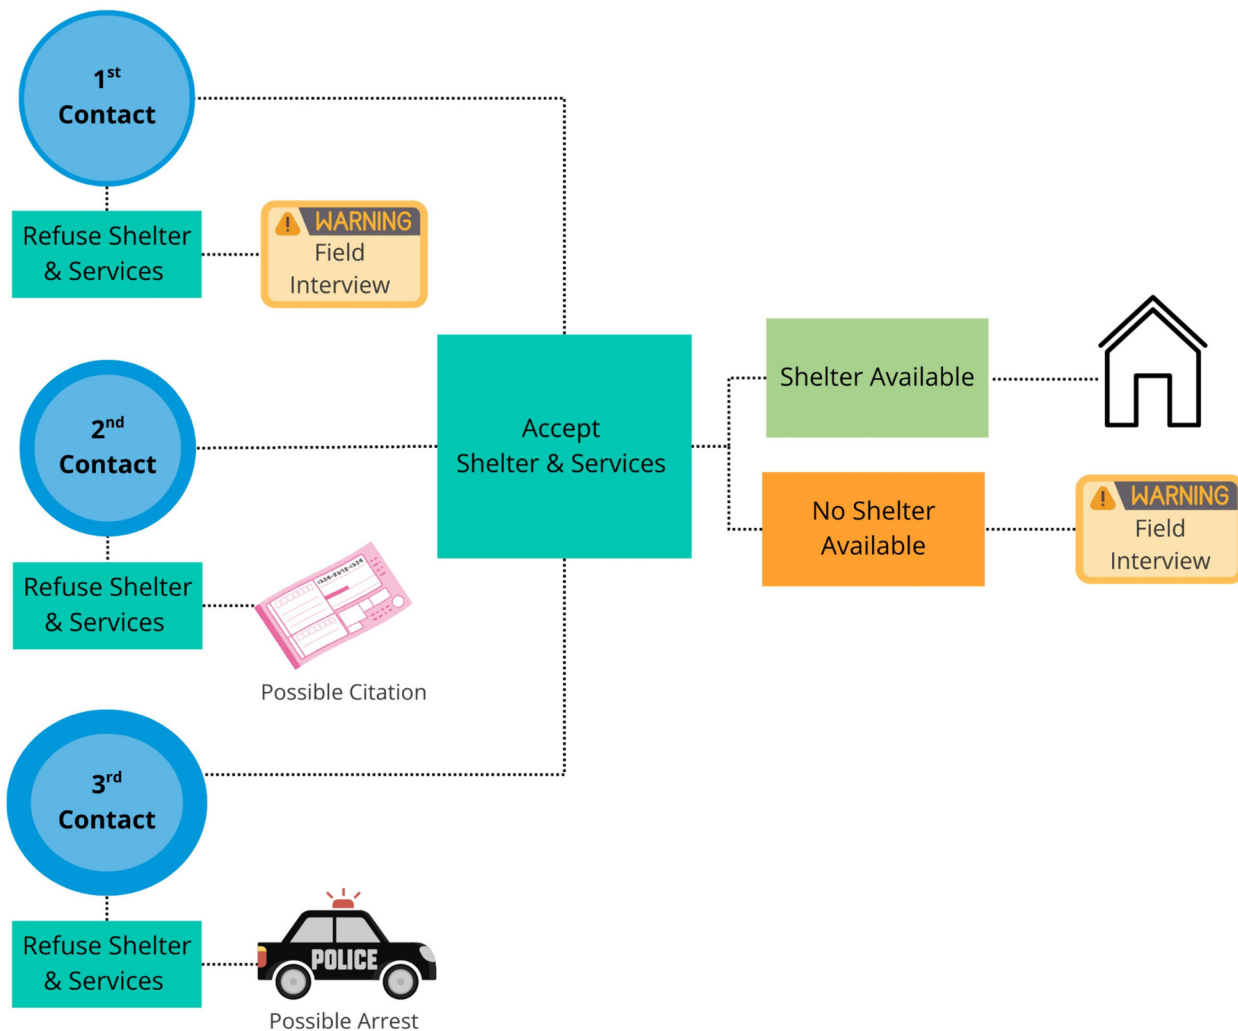 1st
Contact
Refuse Shelter
& Services
WARNING
Field
Interview
2nd
Contact
Refuse Shelter
& Services
Possible Citation
3rd
Contact
Refuse Shelter
& Services
POLICE
Possible Arrest
Accept
Shelter & Services
Shelter Available
No Shelter
Available
WARNING
Field
Interview